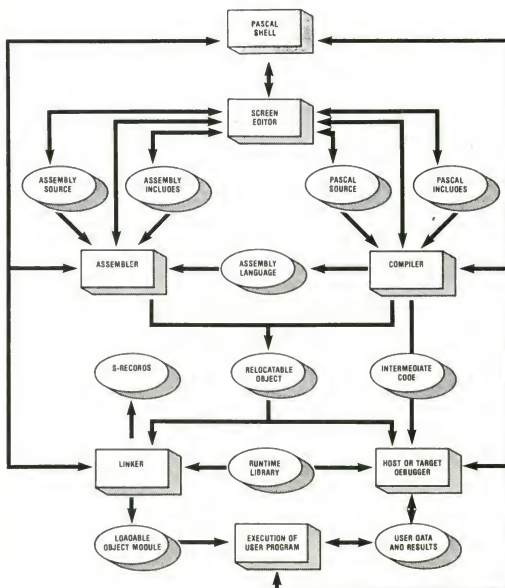 PASCAL
SHELL
SCREEN
EDITOR
ASSEMBLY
SOURCE
ASSEMBLY
INCLUDES
PASCAL
SOURCE
PASCAL
INCLUDES
ASSEMBLER
ASSEMBLY
LANGUAGE
COMPILER
S-RECORDS
RELOCATABLE
OBJECT
INTERMEDIATE
CODE
LINKER
RUNTIME
LIBRARY
HOST OR TARGET
DEBUGGER
LOADABLE
OBJECT MODULE
EXECUTION OF
USER PROGRAM
USER DATA
AND RESULTS